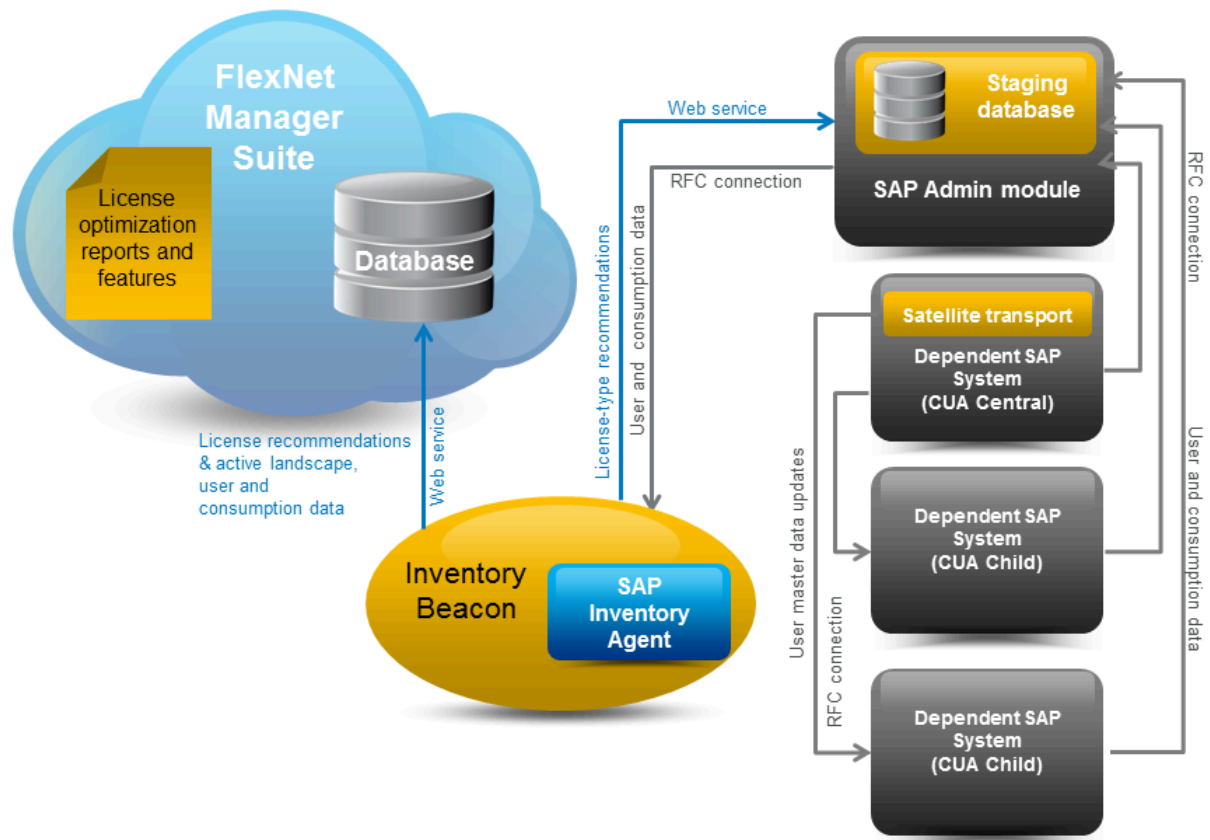 FlexNet
Manager
Suite
License
optimization
reports and
features
Database
License recommendations
& active landscape,
user and
consumption data
Web service
Inventory
Beacon
SAP
Inventory
Agent
Web service
RFC connection
License-type recommendations
User and consumption data
Staging
database
SAP Admin module
Satellite transport
Dependent SAP
System
(CUA Central)
Dependent SAP
System
(CUA Child)
Dependent SAP
System
(CUA Child)
User master data updates
RFC connection
RFC connection
User and consumption data